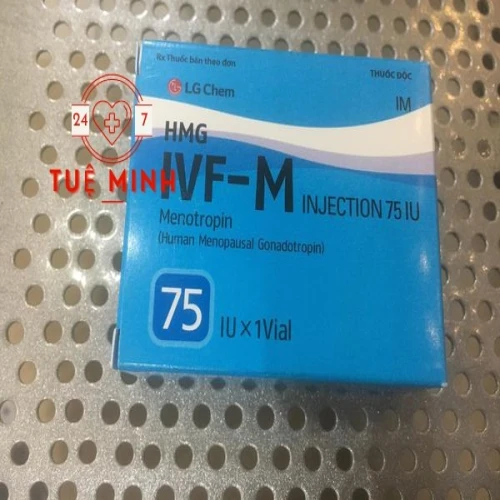 Rx Thuốc bán theo đơn
THUỐC ĐỘC
LG Chem
IM
24
7
TUỆ MINH
HMG
IVF-M INJECTION 75 IU
Menotropin
(Human Menopausal Gonadotropin)
75
IU×1Vial